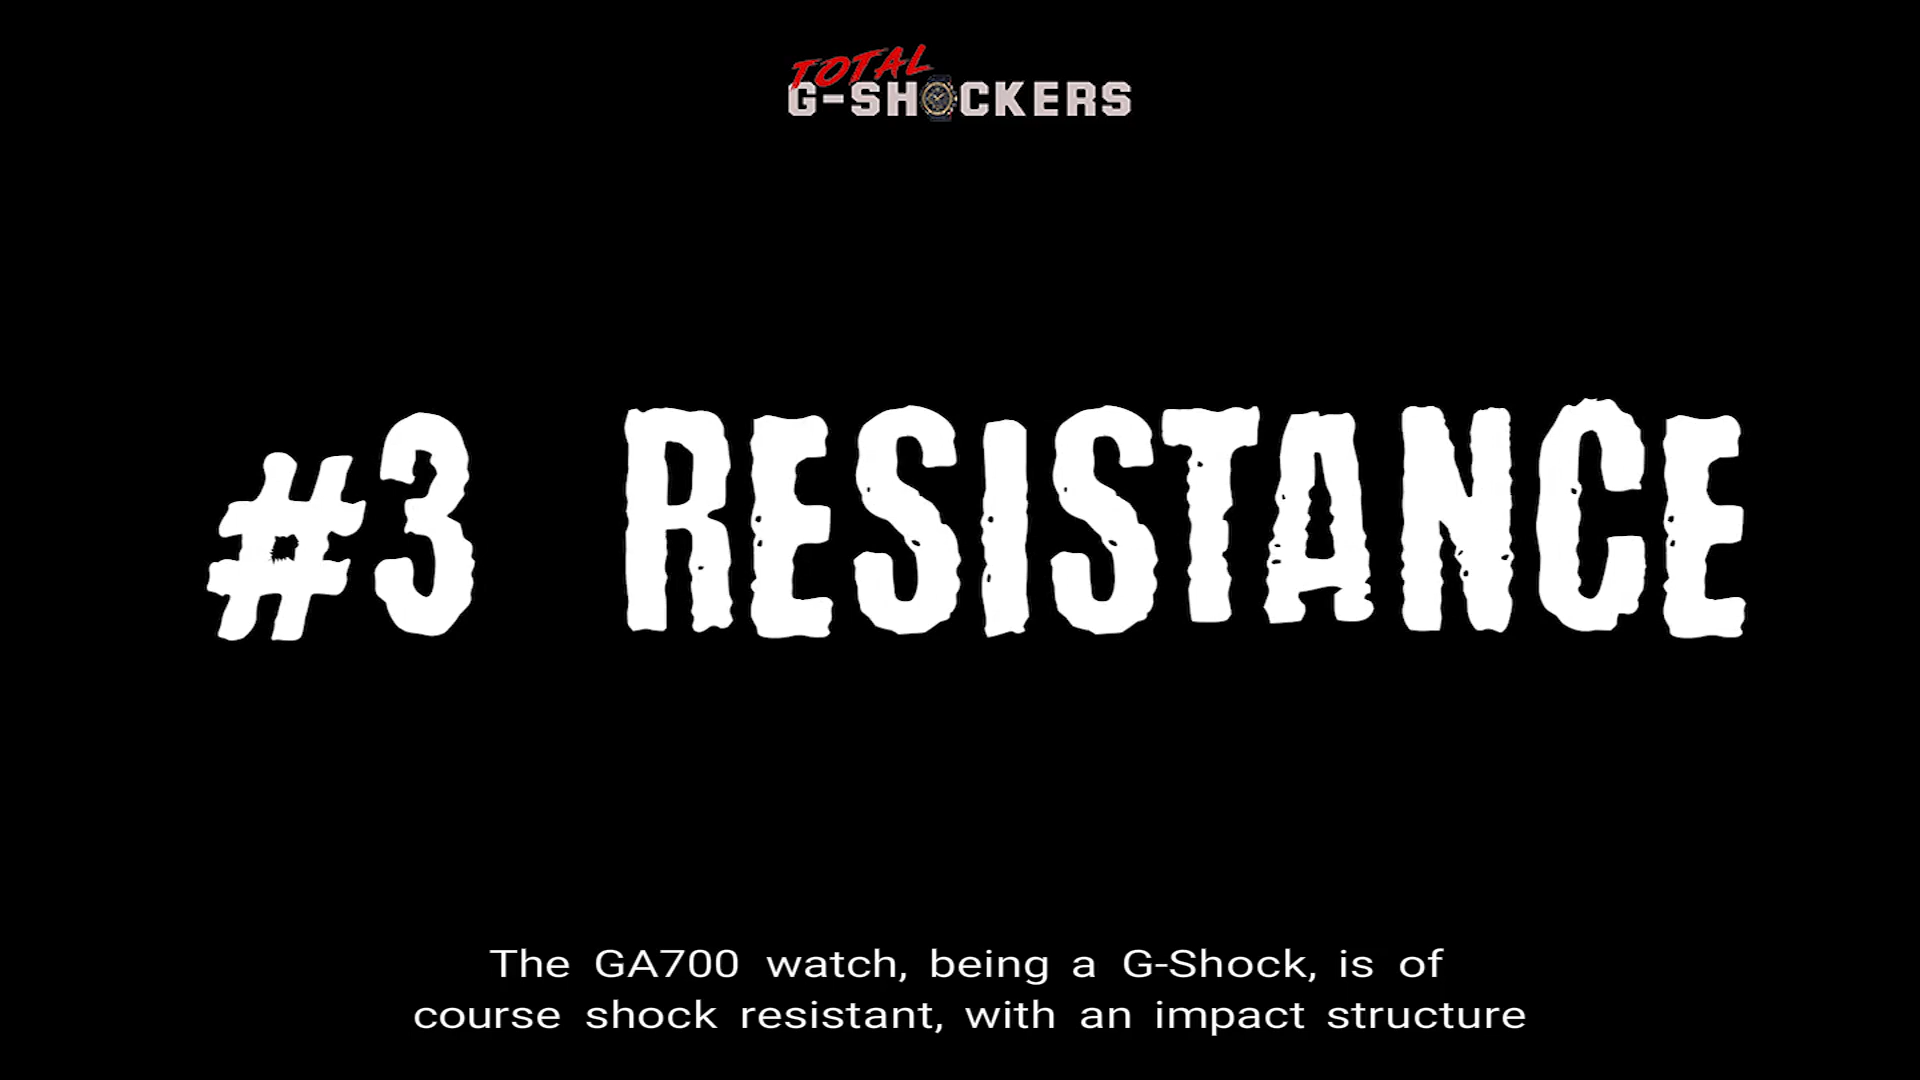 TOTAL
G-SHOCKERS
#3 RESISTANCE
The GA700 watch, being a G-Shock, is of
course shock resistant, with an impact structure